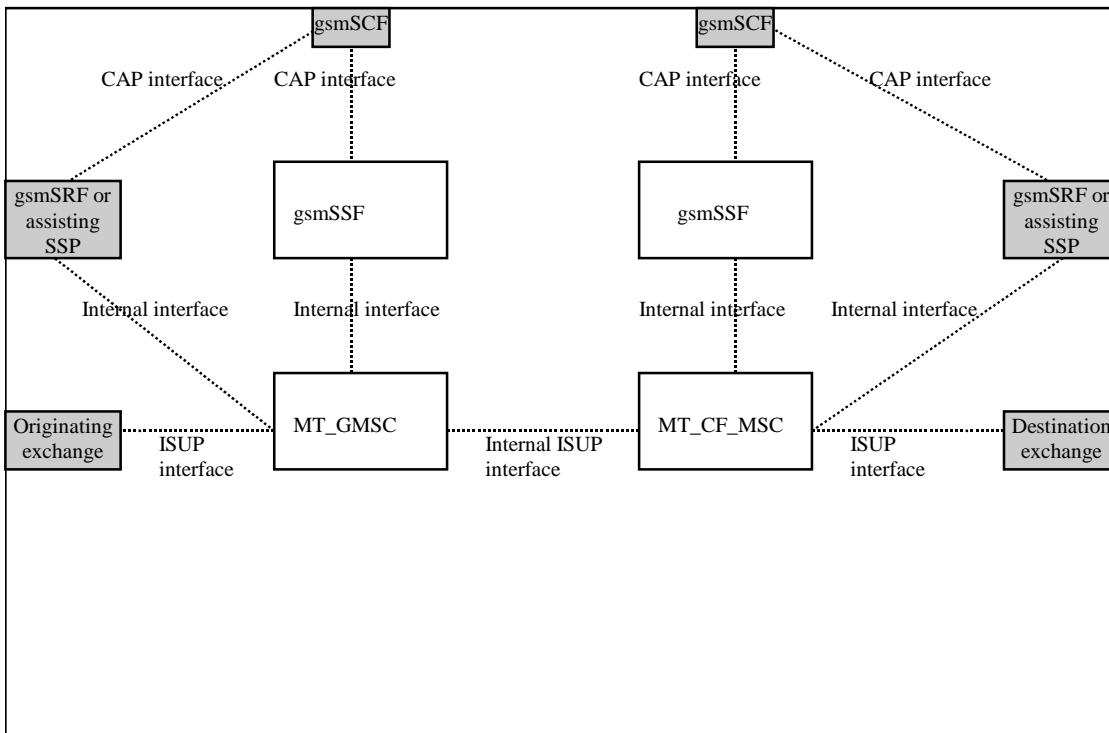 gsmSCF
gsmSCF
CAP interface
CAP interface
CAP interface
CAP interface
gsmSRF or
assisting
SSP
gsmSSF
gsmSSF
gsmSRF or
assisting
SSP
Internal interface
Internal interface
Internal interface
Internal interface
Originating
exchange
ISUP
interface
MT_GMSC
Internal ISUP
interface
MT_CF_MSC
ISUP
interface
Destination
exchange